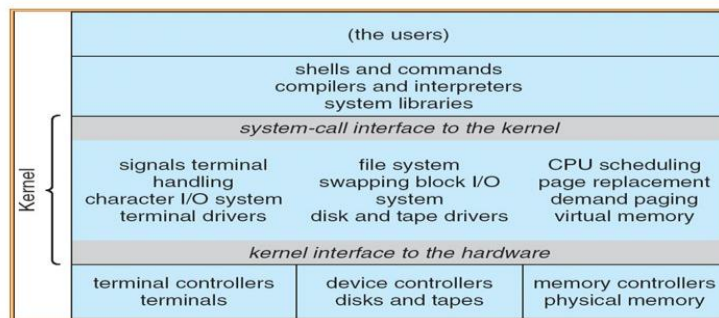 (the users)
shells and commands
compilers and interpreters
system libraries
system-call interface to the kernel
Kernel
signals terminal
handling
character I/O system
terminal drivers
file system
swapping block I/O
system
disk and tape drivers
CPU scheduling
page replacement
demand paging
virtual memory
kernel interface to the hardware
terminal controllers
terminals
device controllers
disks and tapes
memory controllers
physical memory